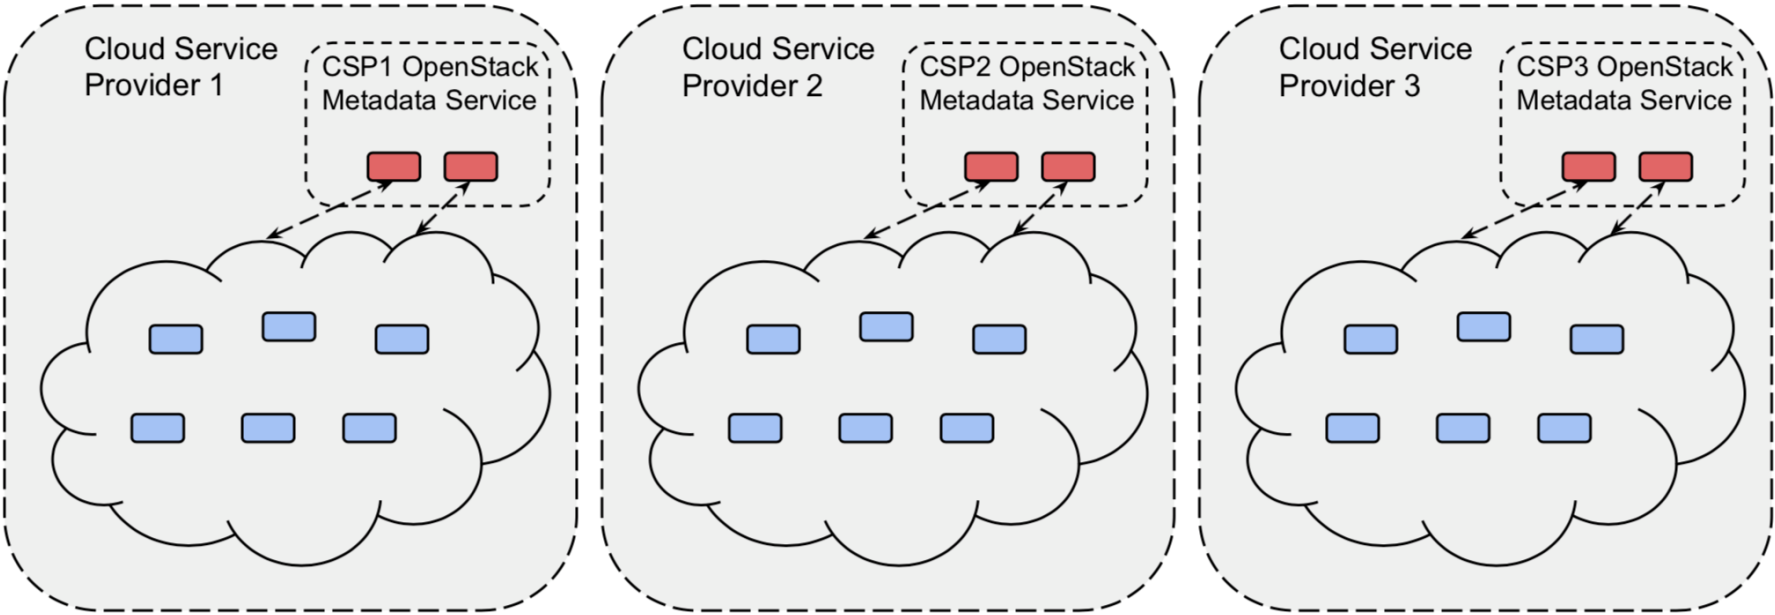 Cloud Service
Provider 1
CSP1 OpenStack
Metadata Service
Cloud Service
Provider 2
CSP2 OpenStack
Metadata Service
Cloud Service
Provider 3
CSP3 OpenStack
Metadata Service